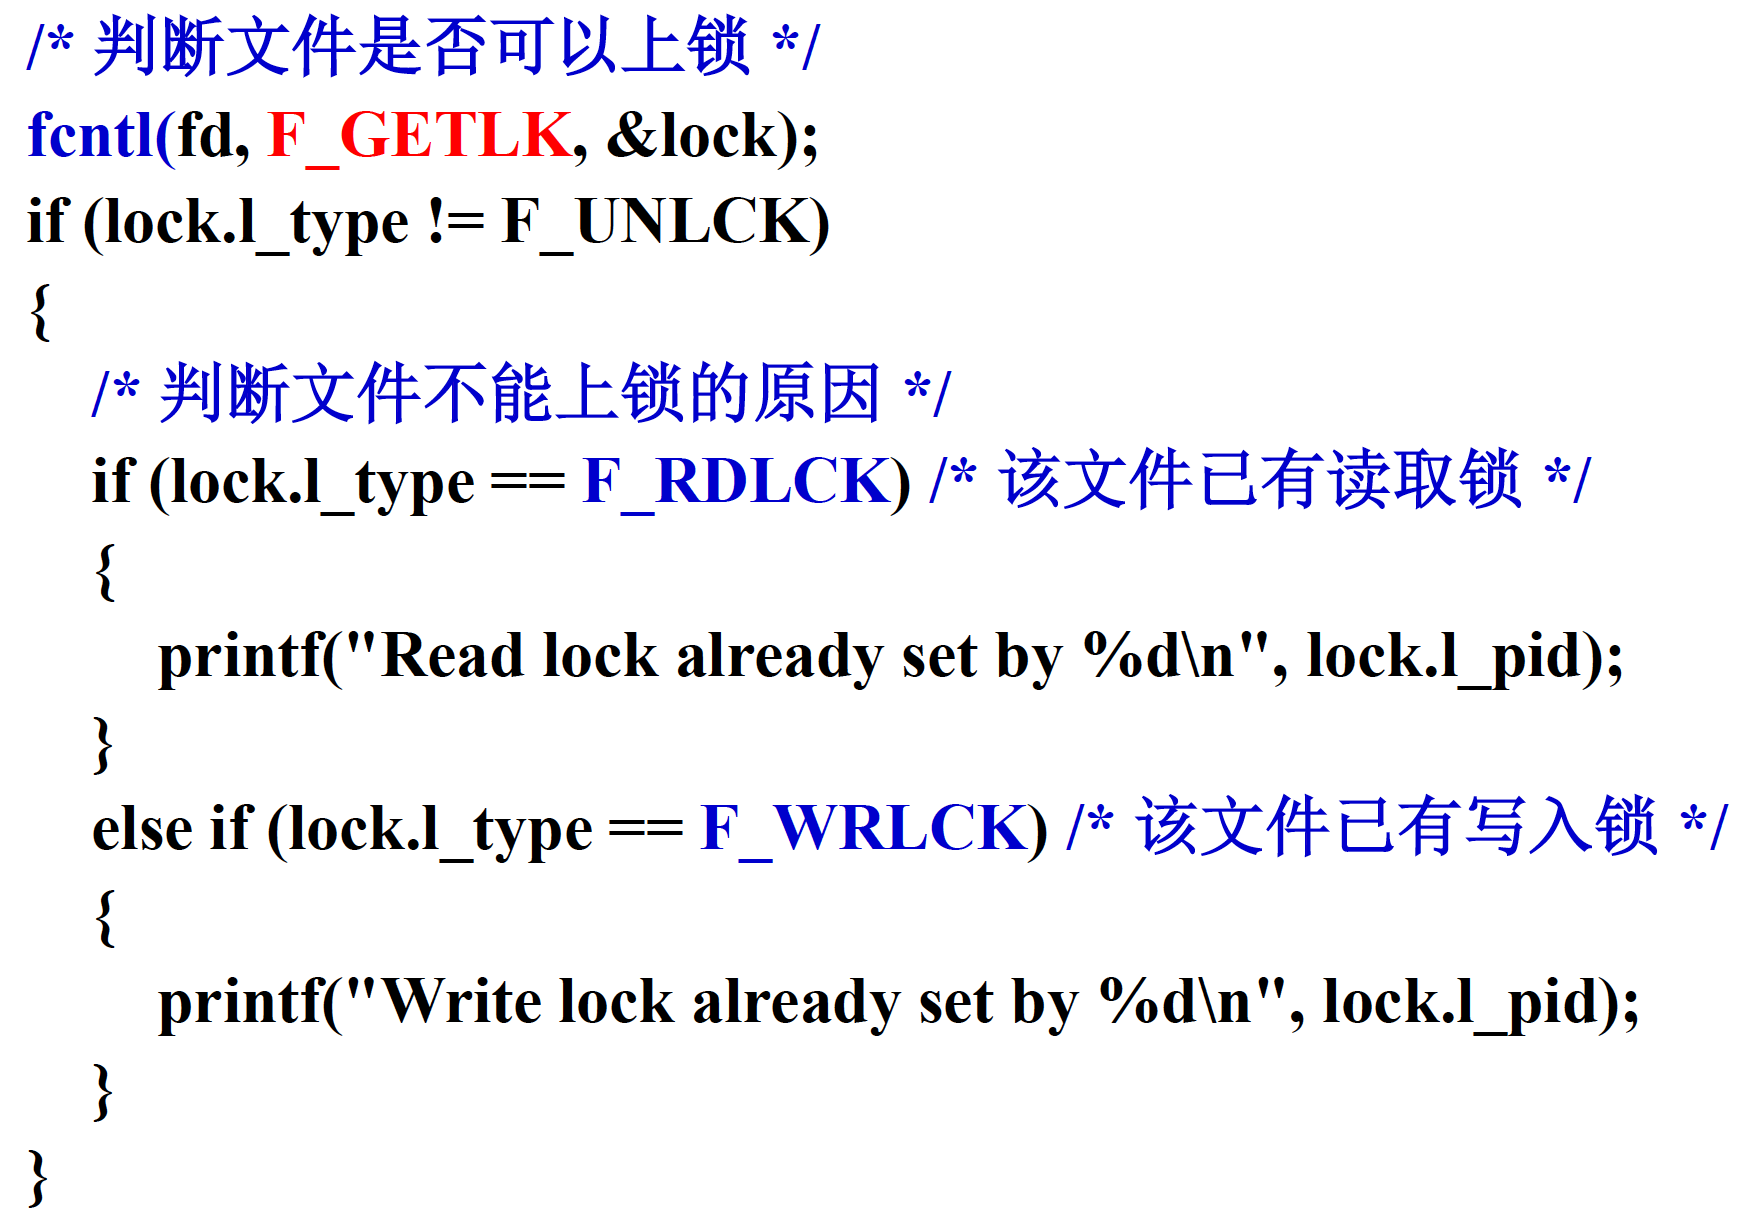 /* 判断文件是否可以上锁 */
fcntl(fd, F_GETLK, &lock);
if (lock.l_type != F_UNLCK)
{
/* 判断文件不能上锁的原因 */
if (lock.l_type == F_RDLCK) /* 该文件已有读取锁 */
{
printf("Read lock already set by %d\n", lock.l_pid);
}
else if (lock.l_type == F_WRLCK) /* 该文件已有写入锁 */
{
printf("Write lock already set by %d\n", lock.l_pid);
}
}